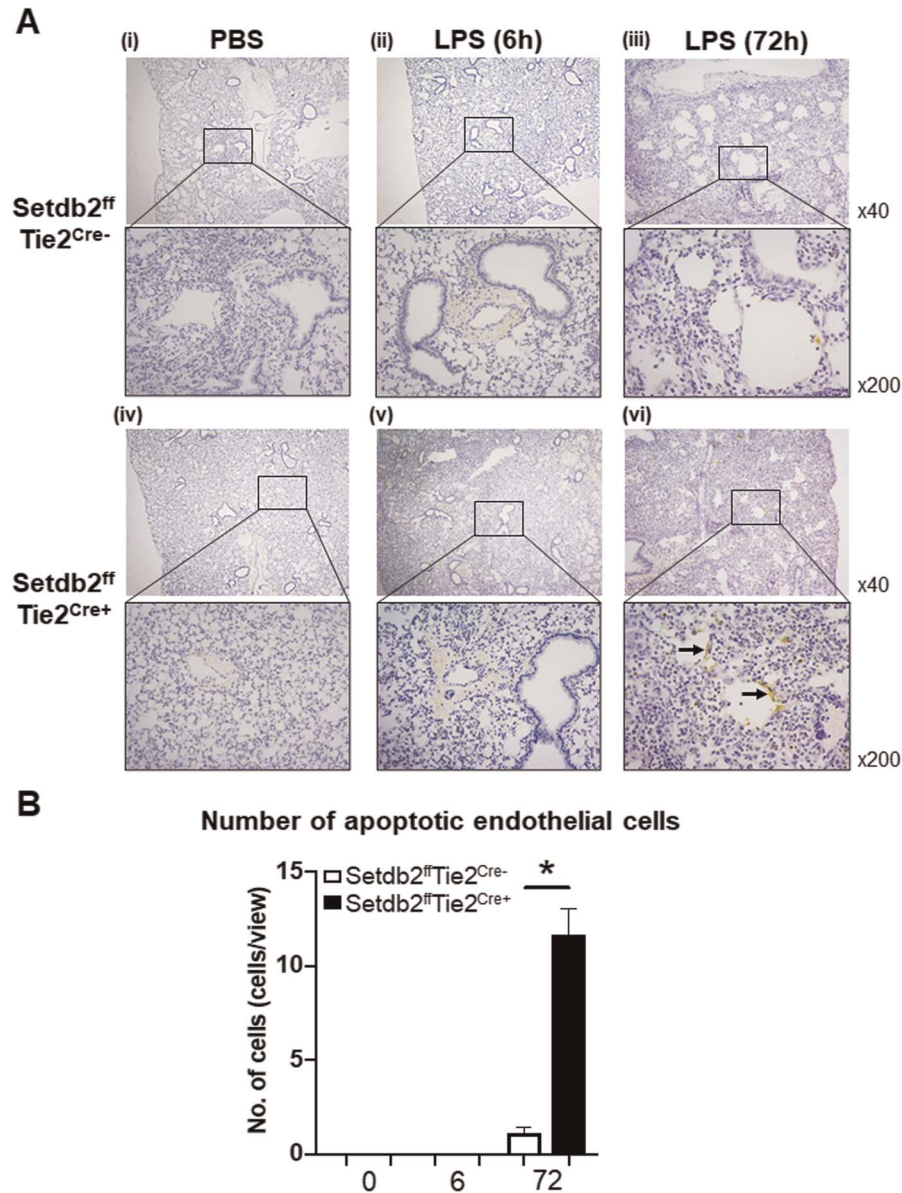 A
(i) PBS (ii) LPS (6h) (iii) LPS (72h)
Setdb2ff
Tie2Cre-
x40
x200
(iv) (v) (vi)
Setdb2ff
Tie2Cre+
x40
x200
B
Number of apoptotic endothelial cells
No. of cells (cells/view)
15
10
5
0
Setdb2ffTie2Cre-
Setdb2ffTie2Cre+
*
0 6 72